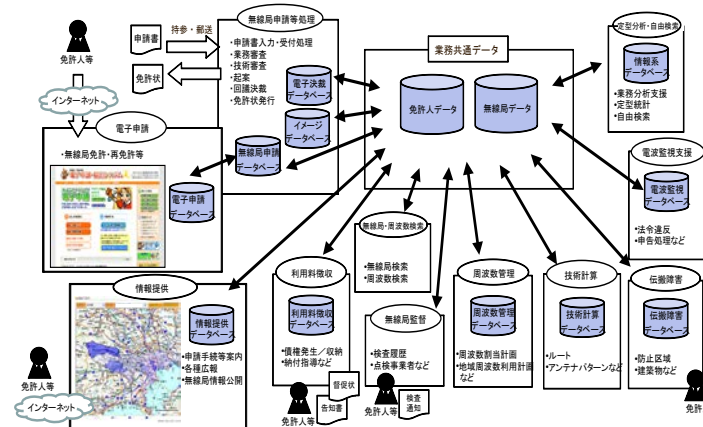 免許人等
申請書
持参・郵送
免許状
インターネット
無線局申請等処理
・申請書入力・受付処理
・業務審査
・技術審査
・起案
・回議決裁
・免許状発行
電子決裁
データベース
イメージ
データベース
無線局申請
データベース
電子申請
・無線局免許・再免許等
電子申請
電子申請
データベース
業務共通データ
免許人データ
無線局データ
定型分析・自由検索
情報系
データベース
・業務分析支援
・定型統計
・自由検索
電波監視支援
電波監視
データベース
・法令違反
・申告処理など
情報提供
情報提供
データベース
・申請手続等案内
・各種広報
・無線局情報公開
免許人等
インターネット
利用料徴収
利用料徴収
データベース
・債権発生／収納
・納付指導など
督促状
告知書
免許人等
無線局・周波数検索
・無線局検索
・周波数検索
無線局監督
・検査履歴
・点検事業者など
検査
通知
免許人等
周波数管理
周波数管理
データベース
・周波数割当計画
・地域周波数利用計画
など
技術計算
技術計算
データベース
・ルート
・アンテナパターンなど
伝搬障害
伝搬障害
データベース
・防止区域
・建築物など
免許